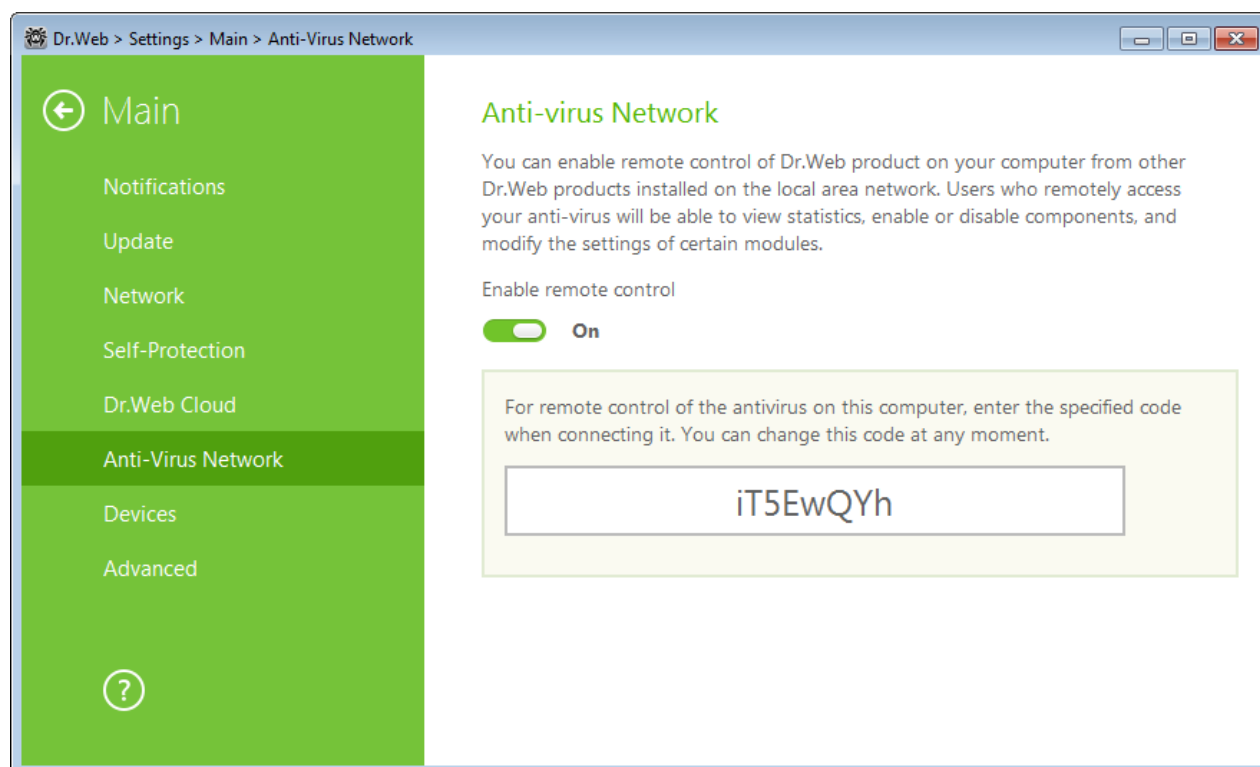 Dr.Web > Settings > Main > Anti-Virus Network
Main
Notifications
Update
Network
Self-Protection
Dr.Web Cloud
Anti-Virus Network
Devices
Advanced
?
Anti-virus Network
You can enable remote control of Dr.Web product on your computer from other
Dr.Web products installed on the local area network. Users who remotely access
your anti-virus will be able to view statistics, enable or disable components, and
modify the settings of certain modules.
Enable remote control
On
For remote control of the antivirus on this computer, enter the specified code
when connecting it. You can change this code at any moment.
iT5EwQYh